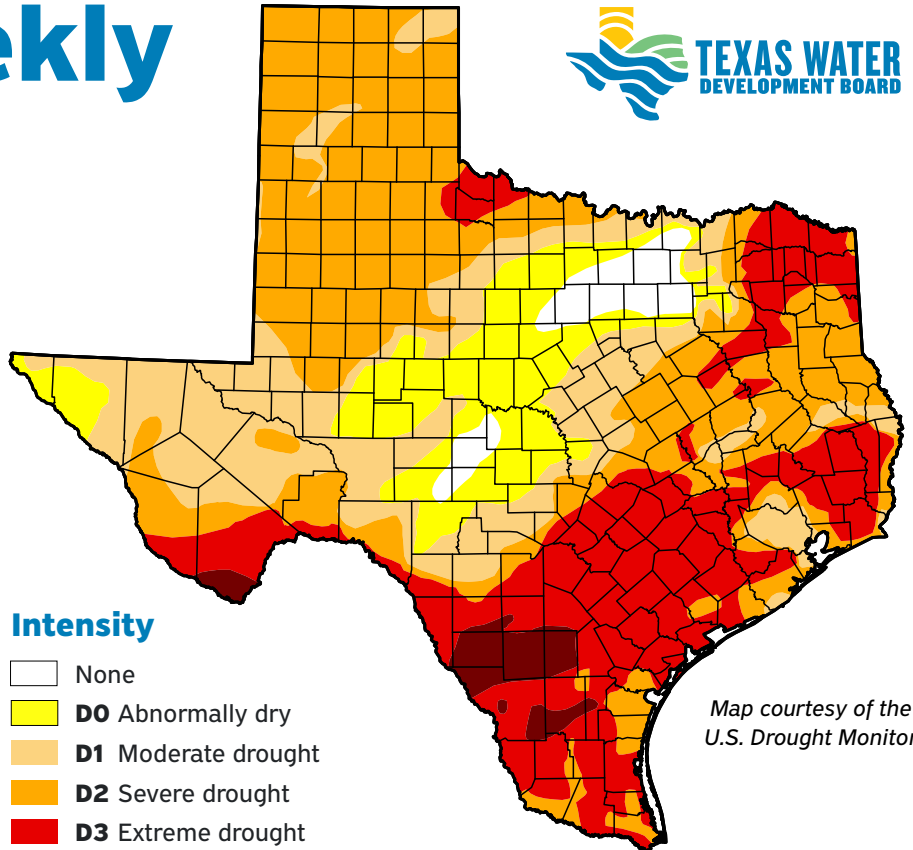 ekly
TEXAS WATER
DEVELOPMENT BOARD
Intensity
None
D0 Abnormally dry
D1 Moderate drought
D2 Severe drought
D3 Extreme drought
Map courtesy of the
U.S. Drought Monitor